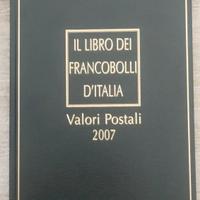 IL LIBRO DEI
FRANCOBOLLI
D'ITALIA
Valori Postali
2007